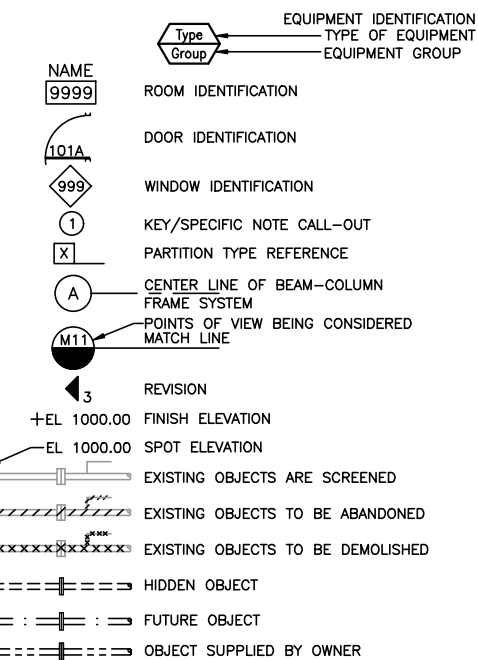 EQUIPMENT IDENTIFICATION
Type TYPE OF EQUIPMENT
Group EQUIPMENT GROUP
NAME
9999 ROOM IDENTIFICATION
101A DOOR IDENTIFICATION
999 WINDOW IDENTIFICATION
1 KEY/SPECIFIC NOTE CALL-OUT
X PARTITION TYPE REFERENCE
A CENTER LINE OF BEAM-COLUMN
FRAME SYSTEM
POINTS OF VIEW BEING CONSIDERED
M11 MATCH LINE
3 REVISION
+EL 1000.00 FINISH ELEVATION
EL 1000.00 SPOT ELEVATION
EXISTING OBJECTS ARE SCREENED
EXISTING OBJECTS TO BE ABANDONED
EXISTING OBJECTS TO BE DEMOLISHED
HIDDEN OBJECT
FUTURE OBJECT
OBJECT SUPPLIED BY OWNER